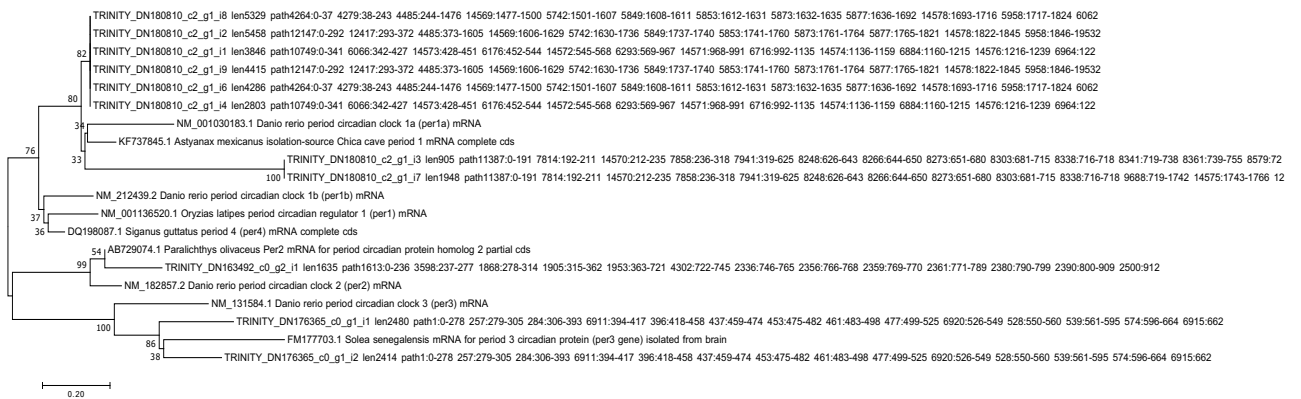 TRINITY_DN180810_c2_g1_i8 len5329 path4264:0-37 4279:38-243 4485:244-1476 14569:1477-1500 5742:1501-1607 5849:1608-1611 5853:1612-1631 5873:1632-1635 5877:1636-1692 14578:1693-1716 5958:1717-1824 6062
TRINITY_DN180810_c2_g1_i2 len5458 path12147:0-292 12417:293-372 4485:373-1605 14569:1606-1629 5742:1630-1736 5849:1737-1740 5853:1741-1760 5873:1761-1764 5877:1765-1821 14578:1822-1845 5958:1846-19532
82
TRINITY_DN180810_c2_g1_i1 len3846 path10749:0-341 6066:342-427 14573:428-451 6176:452-544 14572:545-568 6293:569-967 14571:968-991 6716:992-1135 14574:1136-1159 6884:1160-1215 14576:1216-1239 6964:122
TRINITY_DN180810_c2_g1_i9 len4415 path12147:0-292 12417:293-372 4485:373-1605 14569:1606-1629 5742:1630-1736 5849:1737-1740 5853:1741-1760 5873:1761-1764 5877:1765-1821 14578:1822-1845 5958:1846-19532
TRINITY_DN180810_c2_g1_i6 len4286 path4264:0-37 4279:38-243 4485:244-1476 14569:1477-1500 5742:1501-1607 5849:1608-1611 5853:1612-1631 5873:1632-1635 5877:1636-1692 14578:1693-1716 5958:1717-1824 6062
80
TRINITY_DN180810_c2_g1_i4 len2803 path10749:0-341 6066:342-427 14573:428-451 6176:452-544 14572:545-568 6293:569-967 14571:968-991 6716:992-1135 14574:1136-1159 6884:1160-1215 14576:1216-1239 6964:122
34
NM_001030183.1 Danio rerio period circadian clock 1a (per1a) mRNA
KF737845.1 Astyanax mexicanus isolation-source Chica cave period 1 mRNA complete cds
76
33
TRINITY_DN180810_c2_g1_i3 len905 path11387:0-191 7814:192-211 14570:212-235 7858:236-318 7941:319-625 8248:626-643 8266:644-650 8273:651-680 8303:681-715 8338:716-718 8341:719-738 8361:739-755 8579:72
100
TRINITY_DN180810_c2_g1_i7 len1948 path11387:0-191 7814:192-211 14570:212-235 7858:236-318 7941:319-625 8248:626-643 8266:644-650 8273:651-680 8303:681-715 8338:716-718 9688:719-1742 14575:1743-1766 12
NM_212439.2 Danio rerio period circadian clock 1b (per1b) mRNA
37
NM_001136520.1 Oryzias latipes period circadian regulator 1 (per1) mRNA
36
DQ198087.1 Siganus guttatus period 4 (per4) mRNA complete cds
54
AB729074.1 Paralichthys olivaceus Per2 mRNA for period circadian protein homolog 2 partial cds
99
TRINITY_DN163492_c0_g2_i1 len1635 path1613:0-236 3598:237-277 1868:278-314 1905:315-362 1953:363-721 4302:722-745 2336:746-765 2356:766-768 2359:769-770 2361:771-789 2380:790-799 2390:800-909 2500:912
NM_182857.2 Danio rerio period circadian clock 2 (per2) mRNA
NM_131584.1 Danio rerio period circadian clock 3 (per3) mRNA
100
TRINITY_DN176365_c0_g1_i1 len2480 path1:0-278 257:279-305 284:306-393 6911:394-417 396:418-458 437:459-474 453:475-482 461:483-498 477:499-525 6920:526-549 528:550-560 539:561-595 574:596-664 6915:662
86
FM177703.1 Solea senegalensis mRNA for period 3 circadian protein (per3 gene) isolated from brain
38
TRINITY_DN176365_c0_g1_i2 len2414 path1:0-278 257:279-305 284:306-393 6911:394-417 396:418-458 437:459-474 453:475-482 461:483-498 477:499-525 6920:526-549 528:550-560 539:561-595 574:596-664 6915:662
0.20